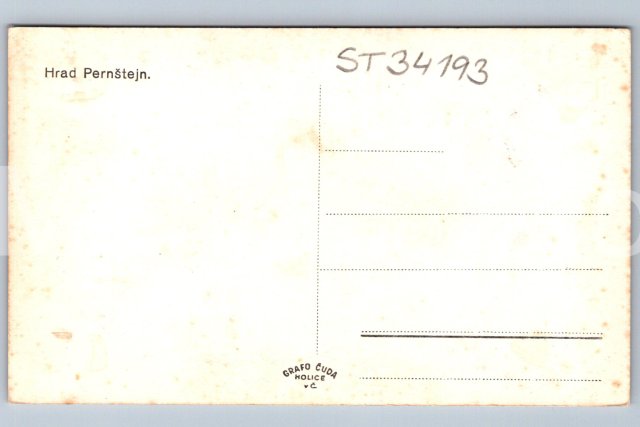 Hrad Pernštejn.
ST34193
GRAFO ČUDA
HOLICE
v Č.